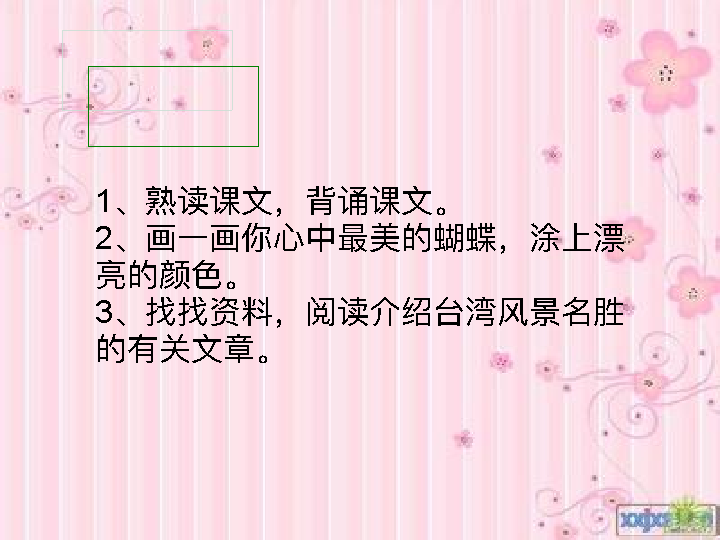 1、熟读课文，背诵课文。
2、画一画你心中最美的蝴蝶，涂上漂
亮的颜色。
3、找找资料，阅读介绍台湾风景名胜
的有关文章。